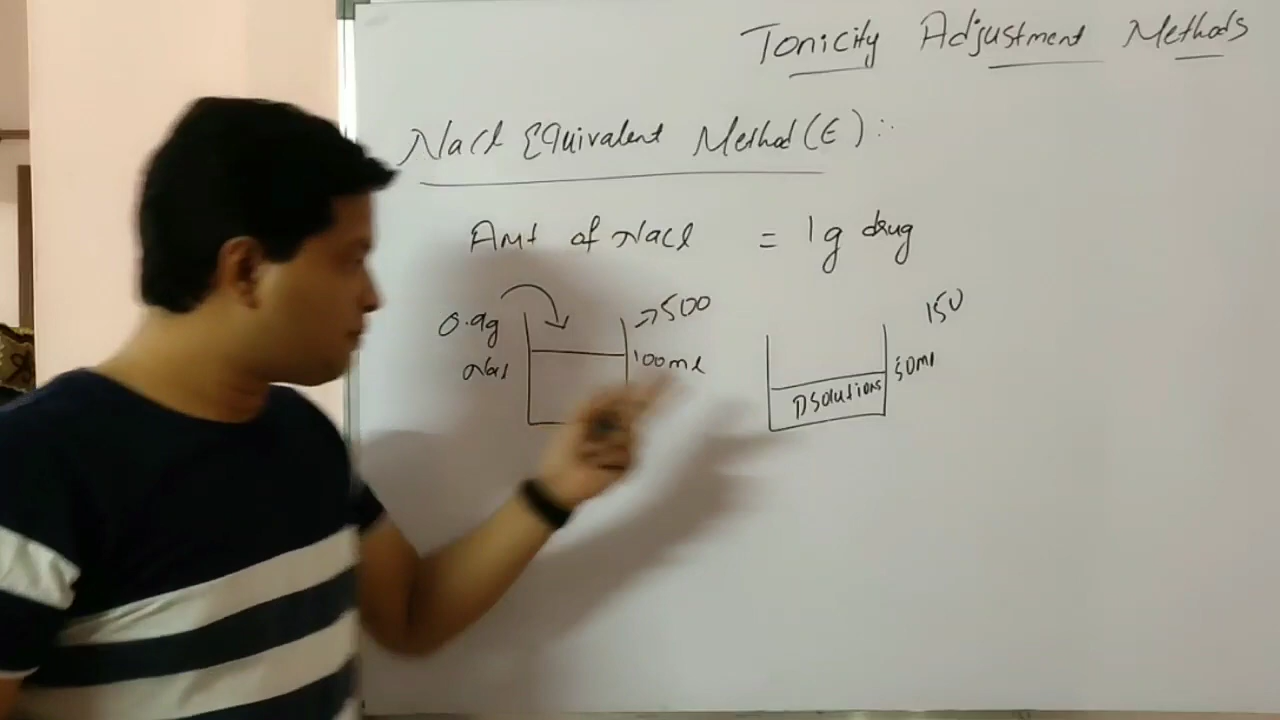 Tonicity Adjustment Methods
NaCl Equivalent Method (E) :
Amt of NaCl = 1g drug
0.9g
NaCl
→500
100ml
150
50ml
D Solutions